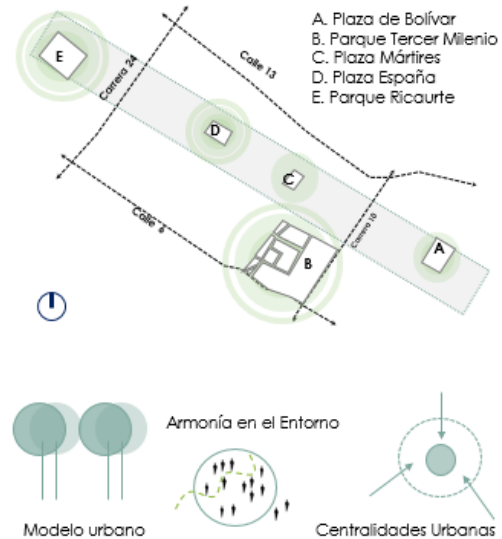 A. Plaza de Bolívar
B. Parque Tercer Milenio
C. Plaza Mártires
D. Plaza España
E. Parque Ricaurte
E
Carrera 24
Calle 13
D
C
Calle 6
B
Carrera 10
A
Armonía en el Entorno
Modelo urbano
Centralidades Urbanas